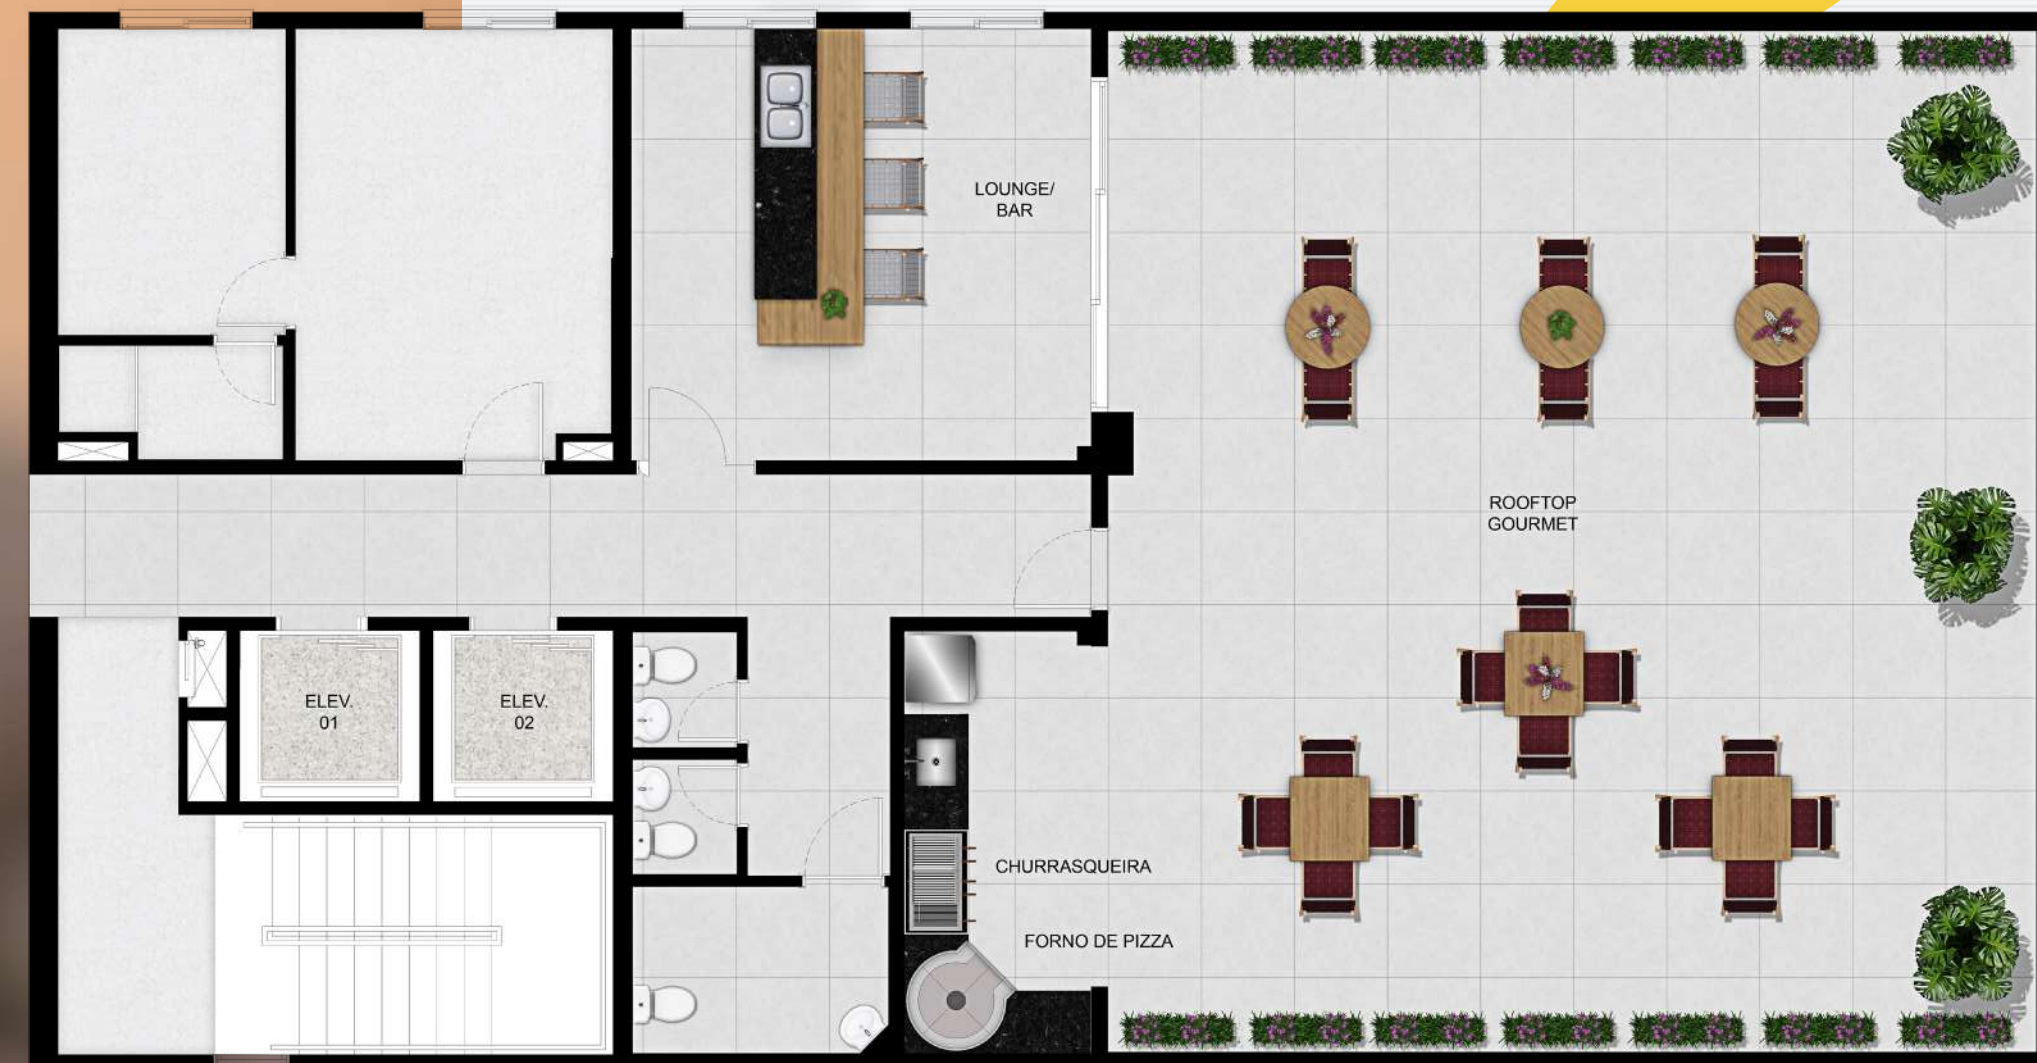 LOUNGE/
BAR
ROOFTOP
GOURMET
ELEV.
01
ELEV.
02
CHURRASQUEIRA
FORNO DE PIZZA